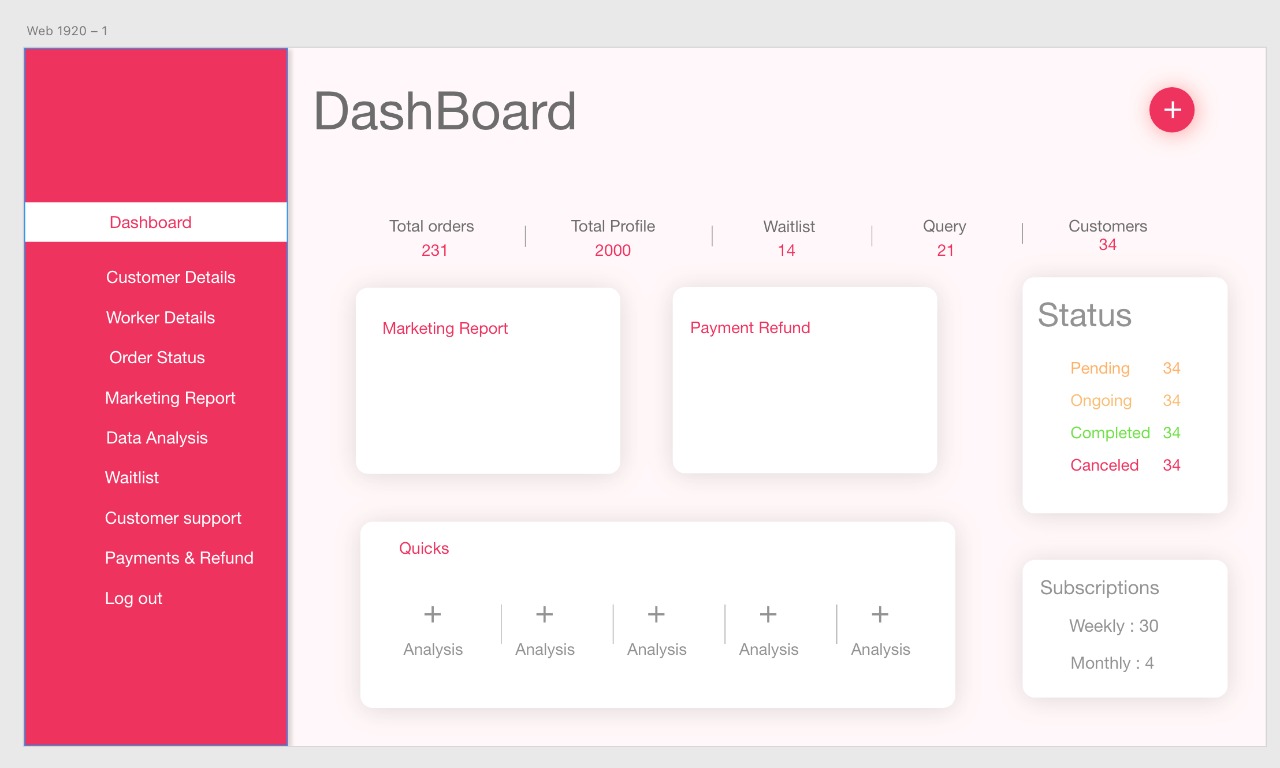 Web 1920 – 1
DashBoard
+
Dashboard
Customer Details
Worker Details
Order Status
Marketing Report
Data Analysis
Waitlist
Customer support
Payments & Refund
Log out
Total orders
231
Total Profile
2000
Waitlist
14
Query
21
Customers
34
Marketing Report
Payment Refund
Status
Pending 34
Ongoing 34
Completed 34
Canceled 34
Quicks
+ + + + +
Analysis Analysis Analysis Analysis Analysis
Subscriptions
Weekly : 30
Monthly : 4